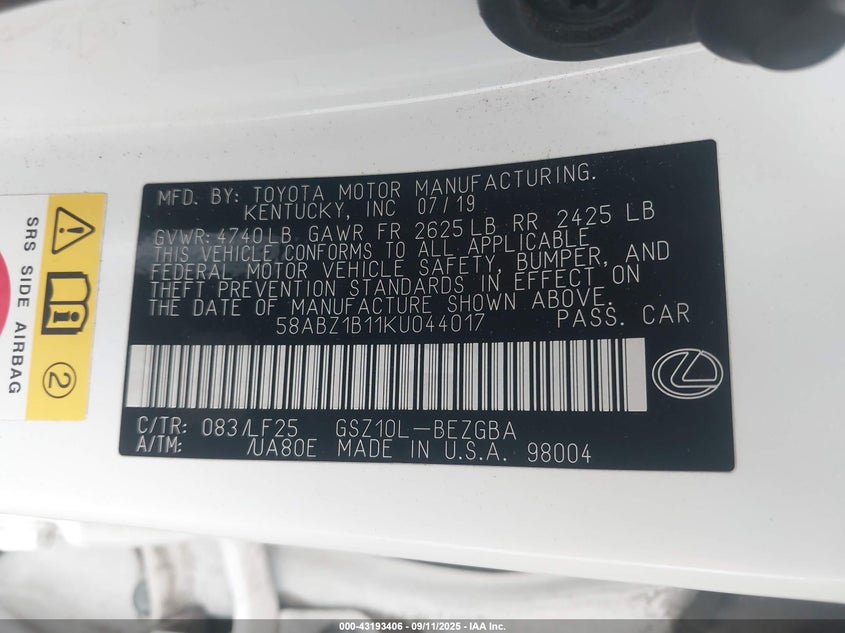 MFD. BY: TOYOTA MOTOR MANUFACTURING.
KENTUCKY, INC 07/19
GVWR: 4740LB GAWR FR 2625LB RR 2425 LB
THIS VEHICLE CONFORMS TO ALL APPLICABLE
FEDERAL MOTOR VEHICLE SAFETY, BUMPER, AND
THEFT PREVENTION STANDARDS IN EFFECT ON
THE DATE OF MANUFACTURE SHOWN ABOVE.
58ABZ1B11KU044017 PASS. CAR
C/TR: 083/LF25 GSZ10L-BEZGBA
A/TM: /UA80E MADE IN U.S.A. 98004
SRS SIDE AIRBAG
2
000-43193406 - 09/11/2025 - IAA Inc.